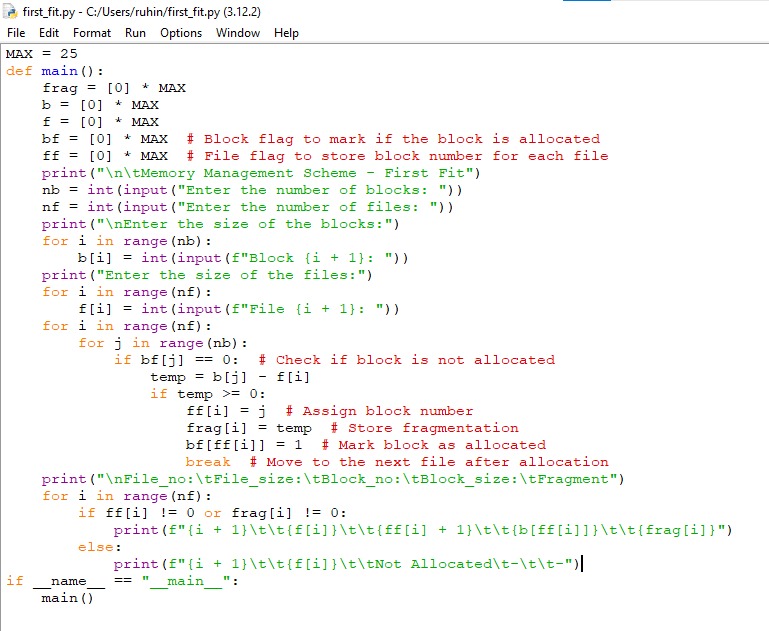 first_fit.py - C:/Users/ruhin/first_fit.py (3.12.2)
File Edit Format Run Options Window Help
MAX = 25
def main():
    frag = [0] * MAX
    b = [0] * MAX
    f = [0] * MAX
    bf = [0] * MAX  # Block flag to mark if the block is allocated
    ff = [0] * MAX  # File flag to store block number for each file
    print("\n\tMemory Management Scheme - First Fit")
    nb = int(input("Enter the number of blocks: "))
    nf = int(input("Enter the number of files: "))
    print("\nEnter the size of the blocks:")
    for i in range(nb):
        b[i] = int(input(f"Block {i + 1}: "))
    print("Enter the size of the files:")
    for i in range(nf):
        f[i] = int(input(f"File {i + 1}: "))
    for i in range(nf):
        for j in range(nb):
            if bf[j] == 0:  # Check if block is not allocated
                temp = b[j] - f[i]
                if temp >= 0:
                    ff[i] = j  # Assign block number
                    frag[i] = temp  # Store fragmentation
                    bf[ff[i]] = 1  # Mark block as allocated
                    break  # Move to the next file after allocation
    print("\nFile_no:\tFile_size:\tBlock_no:\tBlock_size:\tFragment")
    for i in range(nf):
        if ff[i] != 0 or frag[i] != 0:
            print(f"{i + 1}\t\t{f[i]}\t\t{ff[i] + 1}\t\t{b[ff[i]]}\t\t{frag[i]}")
        else:
            print(f"{i + 1}\t\t{f[i]}\t\tNot Allocated\t-\t\t-")
if __name__ == "__main__":
    main()